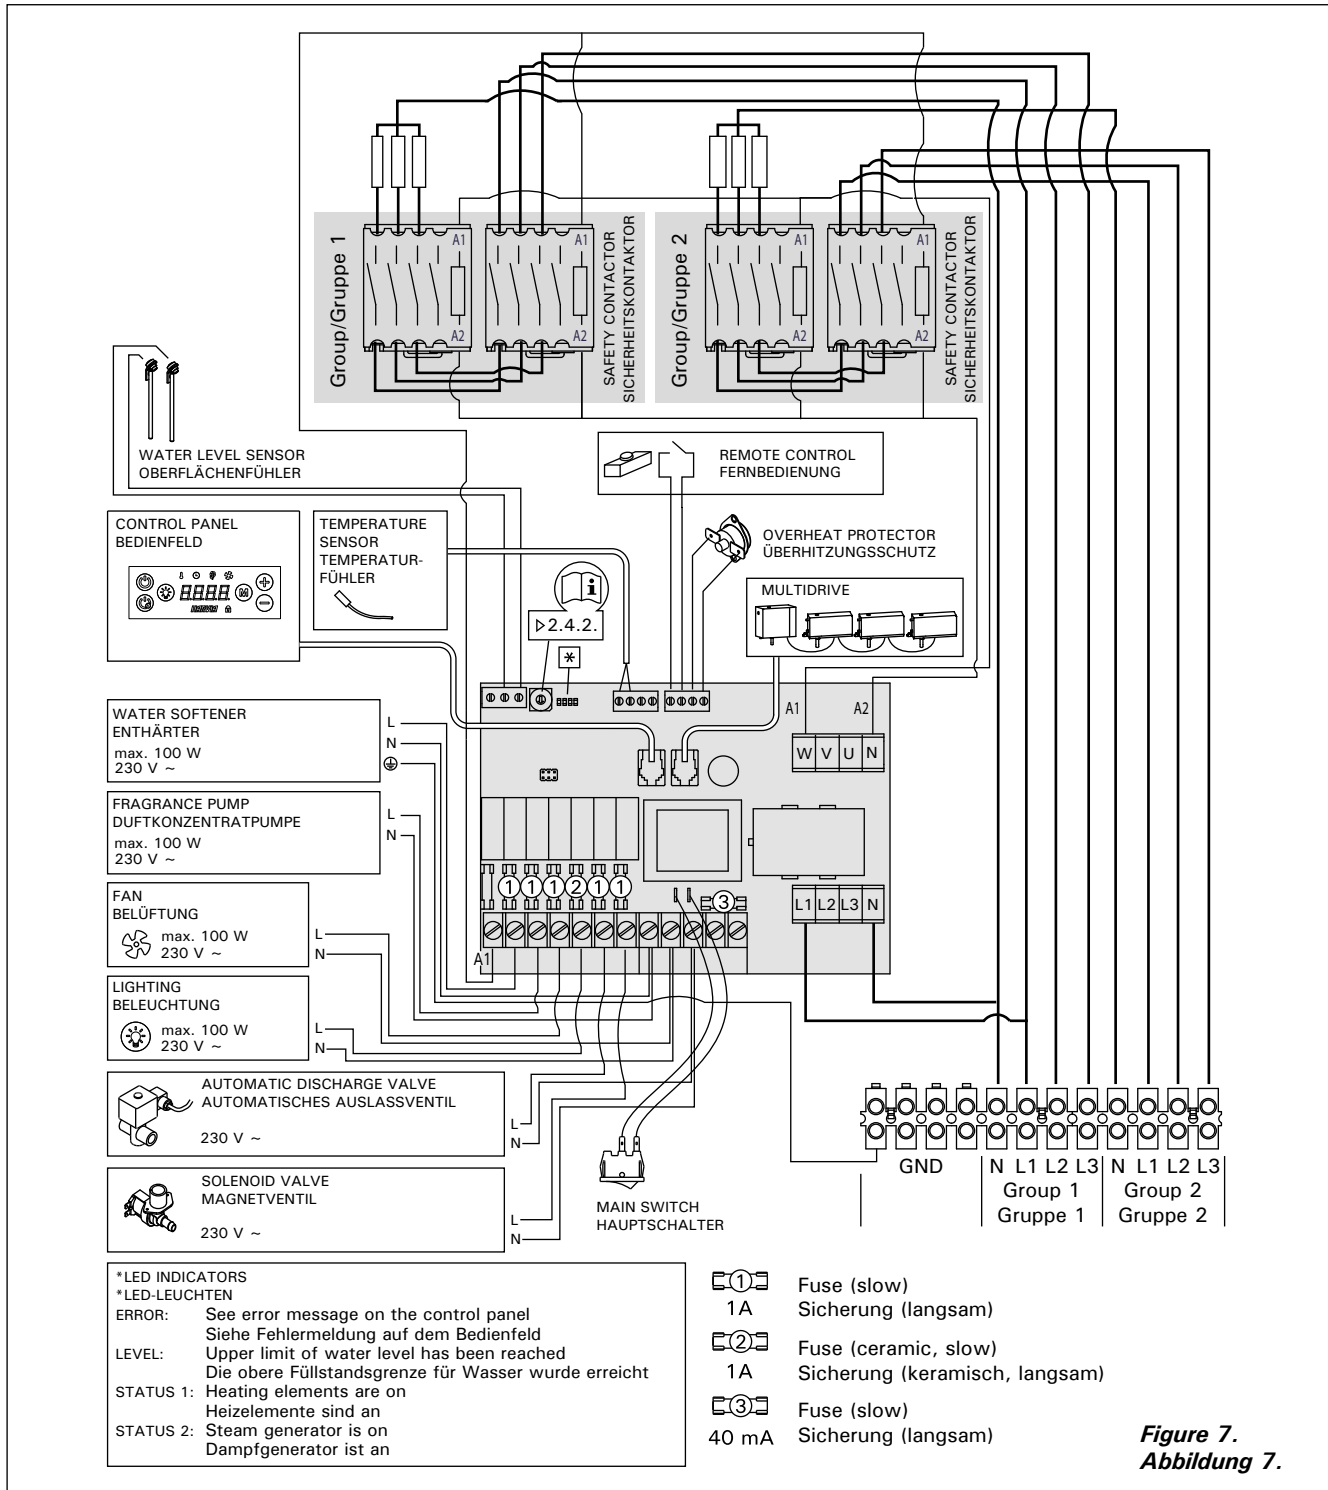 Group/Gruppe 1
A1
A2
A1
A2
SAFETY CONTACTOR
SICHERHEITSKONTAKTOR
Group/Gruppe 2
A1
A2
A1
A2
SAFETY CONTACTOR
SICHERHEITSKONTAKTOR
WATER LEVEL SENSOR
OBERFLÄCHENFÜHLER
REMOTE CONTROL
FERNBEDIENUNG
CONTROL PANEL
BEDIENFELD
8.8.8.8.
M
HARVIA
TEMPERATURE
SENSOR
TEMPERATUR-
FÜHLER
i
2.4.2.
*
OVERHEAT PROTECTOR
ÜBERHITZUNGSSCHUTZ
MULTIDRIVE
A1
A2
W V U N
WATER SOFTENER
ENTHÄRTER
max. 100 W
230 V ~
L
N
FRAGRANCE PUMP
DUFTKONZENTRATPUMPE
max. 100 W
230 V ~
L
N
1 1 1 2 1 1
3
L1 L2 L3 N
A1
FAN
BELÜFTUNG
max. 100 W
230 V ~
L
N
LIGHTING
BELEUCHTUNG
max. 100 W
230 V ~
L
N
AUTOMATIC DISCHARGE VALVE
AUTOMATISCHES AUSLASSVENTIL
230 V ~
L
N
SOLENOID VALVE
MAGNETVENTIL
230 V ~
L
N
MAIN SWITCH
HAUPTSCHALTER
GND
N L1 L2 L3
Group 1
Gruppe 1
N L1 L2 L3
Group 2
Gruppe 2
*LED INDICATORS
*LED-LEUCHTEN
ERROR: See error message on the control panel
Siehe Fehlermeldung auf dem Bedienfeld
LEVEL: Upper limit of water level has been reached
Die obere Füllstandsgrenze für Wasser wurde erreicht
STATUS 1: Heating elements are on
Heizelemente sind an
STATUS 2: Steam generator is on
Dampfgenerator ist an
1 Fuse (slow)
1A Sicherung (langsam)
2 Fuse (ceramic, slow)
1A Sicherung (keramisch, langsam)
3 Fuse (slow)
40 mA Sicherung (langsam)
Figure 7.
Abbildung 7.